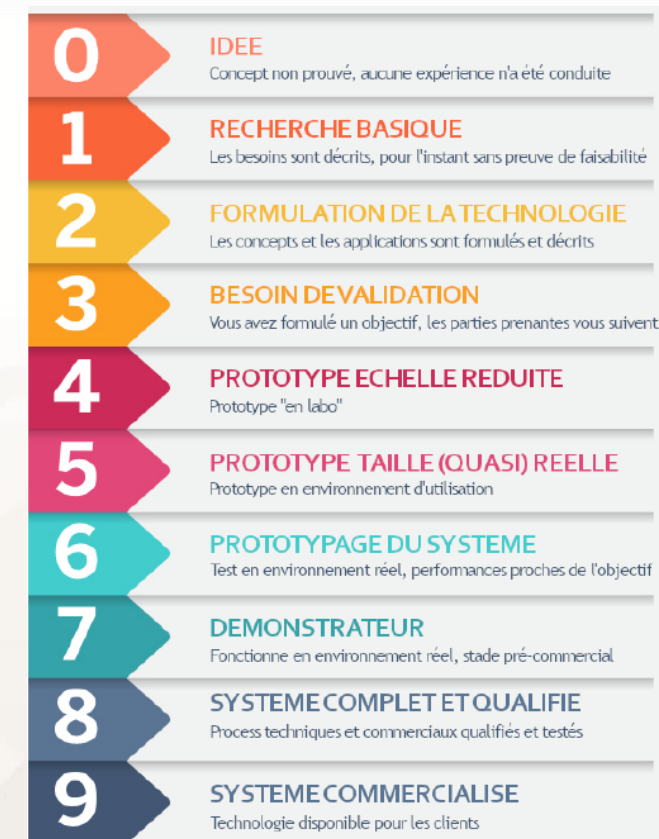 0
IDEE
Concept non prouvé, aucune expérience n'a été conduite
1
RECHERCHE BASIQUE
Les besoins sont décrits, pour l'instant sans preuve de faisabilité
2
FORMULATION DE LA TECHNOLOGIE
Les concepts et les applications sont formulés et décrits
3
BESOIN DE VALIDATION
Vous avez formulé un objectif, les parties prenantes vous suivent
4
PROTOTYPE ECHELLE REDUITE
Prototype "en labo"
5
PROTOTYPE TAILLE (QUASI) REELLE
Prototype en environnement d'utilisation
6
PROTOTYPAGE DU SYSTEME
Test en environnement réel, performances proches de l'objectif
7
DEMONSTRATEUR
Fonctionne en environnement réel, stade pré-commercial
8
SYSTEME COMPLET ET QUALIFIE
Process techniques et commerciaux qualifiés et testés
9
SYSTEME COMMERCIALISE
Technologie disponible pour les clients